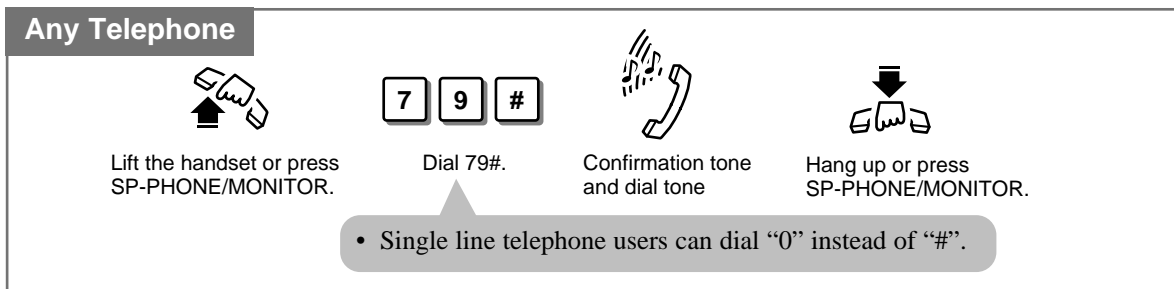 Any Telephone
7 9 #
Lift the handset or press
SP-PHONE/MONITOR.
Dial 79#.
Confirmation tone
and dial tone
Hang up or press
SP-PHONE/MONITOR.
• Single line telephone users can dial “0” instead of “#”.